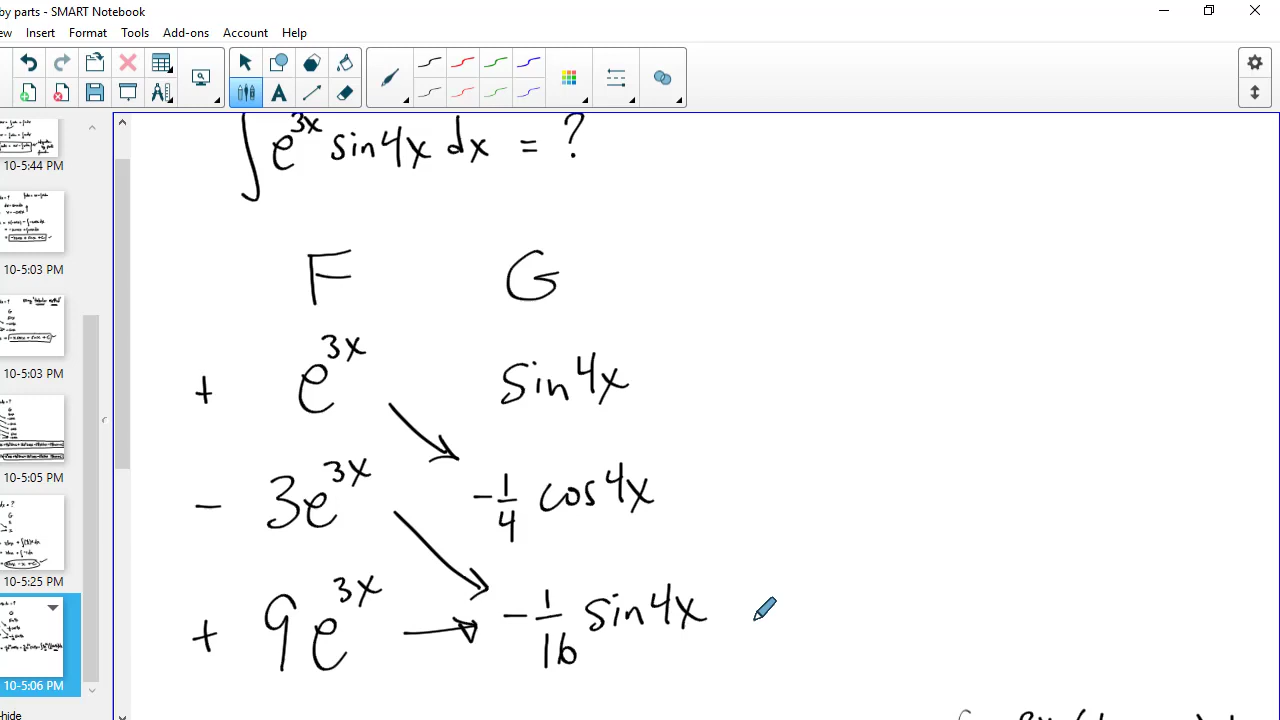 by parts - SMART Notebook
ew Insert Format Tools Add-ons Account Help
10-5:44 PM
10-5:03 PM
10-5:03 PM
10-5:05 PM
10-5:25 PM
10-5:06 PM
-hide
∫e^{3x} sin4x dx = ?
F G
+ e^{3x} sin4x
- 3e^{3x} -1/4 cos4x
+ 9e^{3x} → -1/16 sin4x